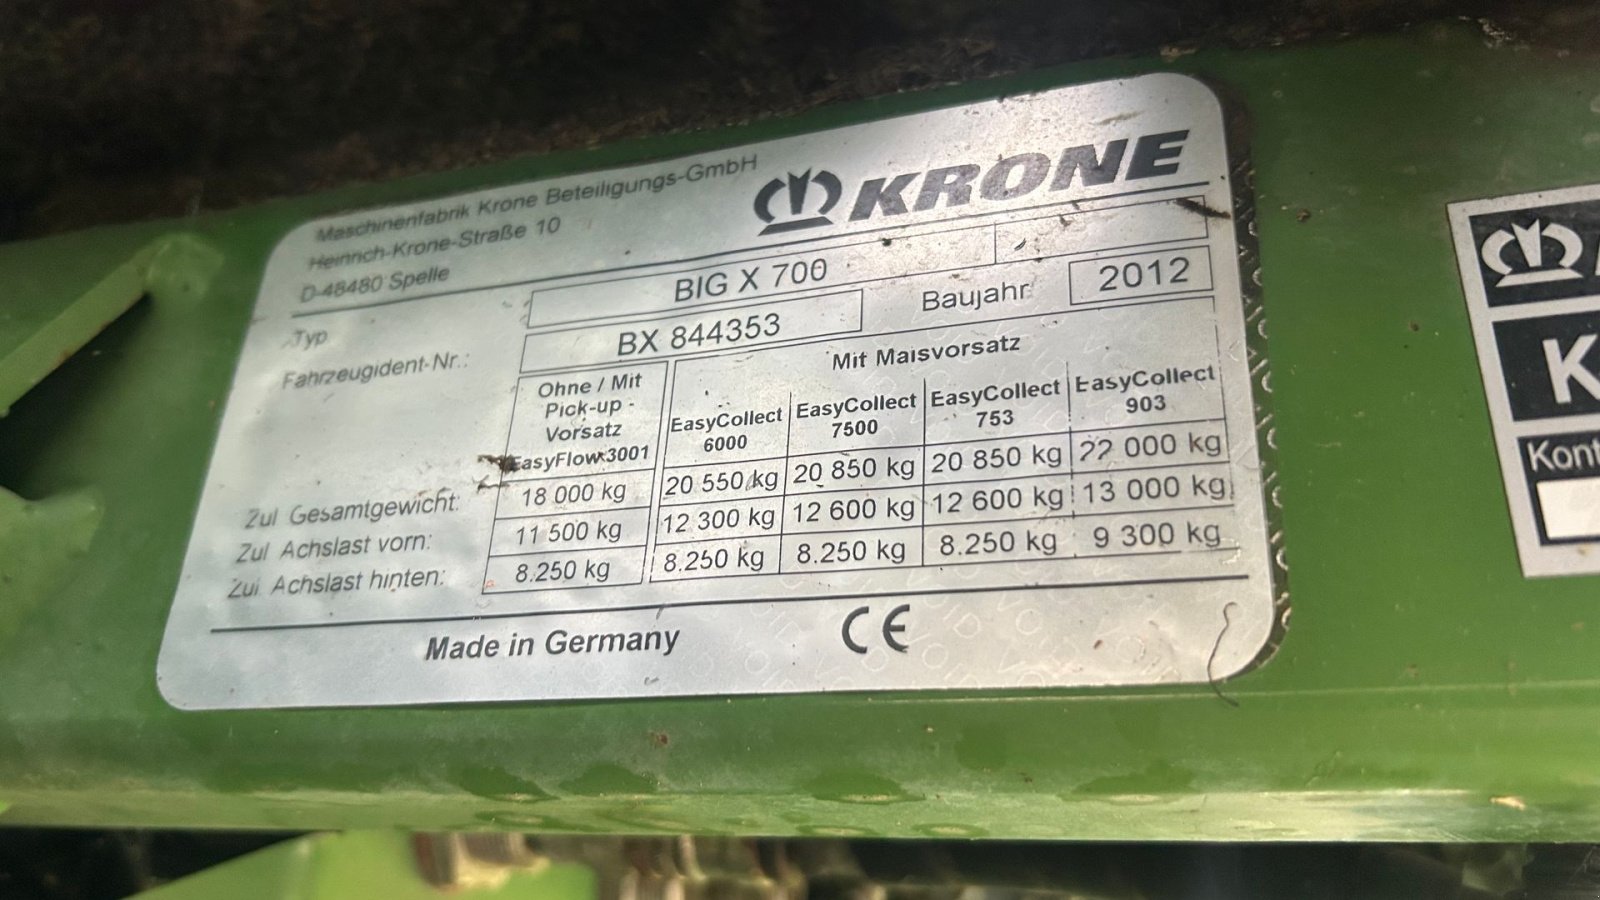 Maschinenfabrik Krone Beteiligungs-GmbH
Heinrich-Krone-Straße 10
D-48480 Spelle
KRONE
Typ BIG X 700
Fahrzeugident-Nr.: BX 844353 Baujahr 2012
Ohne / Mit Pick-up - Vorsatz EasyFlow 3001
Mit Maisvorsatz
EasyCollect 6000 EasyCollect 7500 EasyCollect 753 EasyCollect 903
Zul Gesamtgewicht: 18 000 kg 20 550 kg 20 850 kg 20 850 kg 22 000 kg
Zul Achslast vorn: 11 500 kg 12 300 kg 12 600 kg 12 600 kg 13 000 kg
Zul Achslast hinten: 8.250 kg 8.250 kg 8.250 kg 8.250 kg 9 300 kg
Made in Germany CE
K
Kont